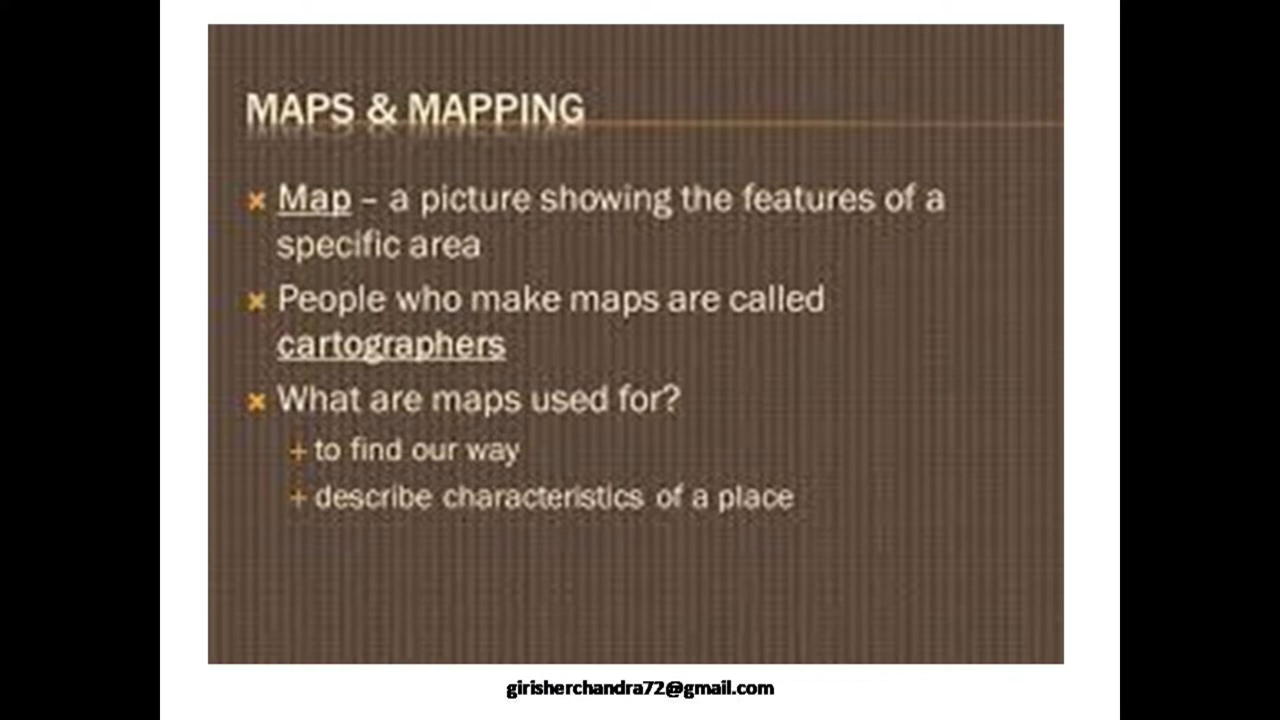 MAPS & MAPPING
Map – a picture showing the features of a
specific area
People who make maps are called
cartographers
What are maps used for?
+ to find our way
+ describe characteristics of a place
girisherchandra72@gmail.com